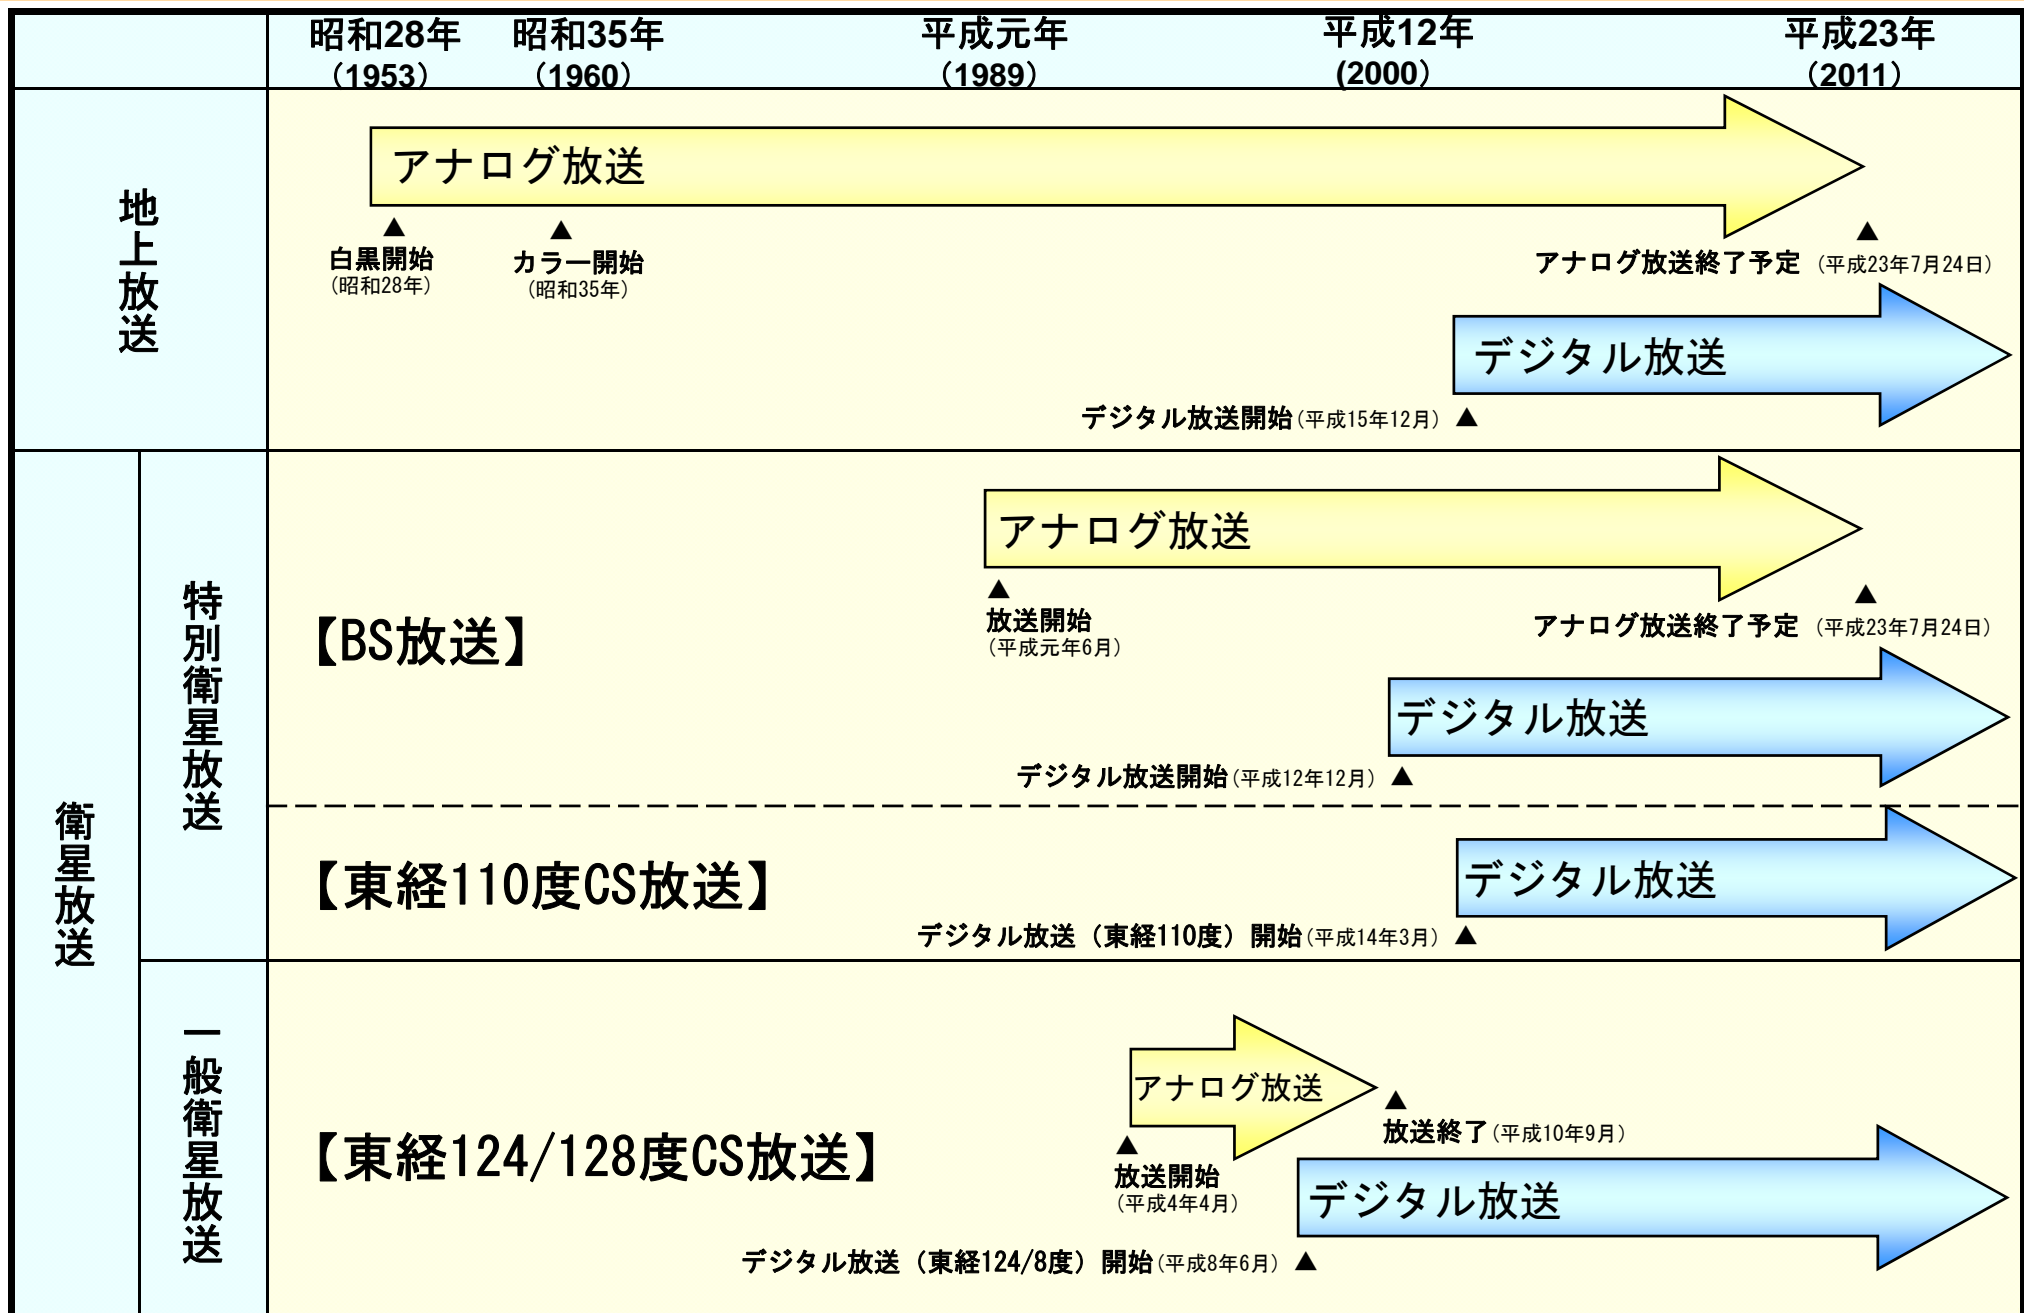 昭和28年 昭和35年 平成元年 平成12年 平成23年
（1953） （1960） （1989） (2000） （2011）
地上放送
アナログ放送
▲ ▲ ▲
白黒開始 カラー開始 アナログ放送終了予定（平成23年7月24日）
（昭和28年） （昭和35年）
デジタル放送
デジタル放送開始（平成15年12月） ▲
衛星放送
特別衛星放送
【BS放送】
アナログ放送
▲ ▲
放送開始 アナログ放送終了予定（平成23年7月24日）
（平成元年6月）
デジタル放送
デジタル放送開始（平成12年12月） ▲
【東経110度CS放送】
デジタル放送
デジタル放送（東経110度）開始（平成14年3月） ▲
一般衛星放送
【東経124/128度CS放送】
アナログ放送
▲
放送終了（平成10年9月）
▲
放送開始
（平成4年4月）
デジタル放送
デジタル放送（東経124/8度）開始（平成8年6月） ▲